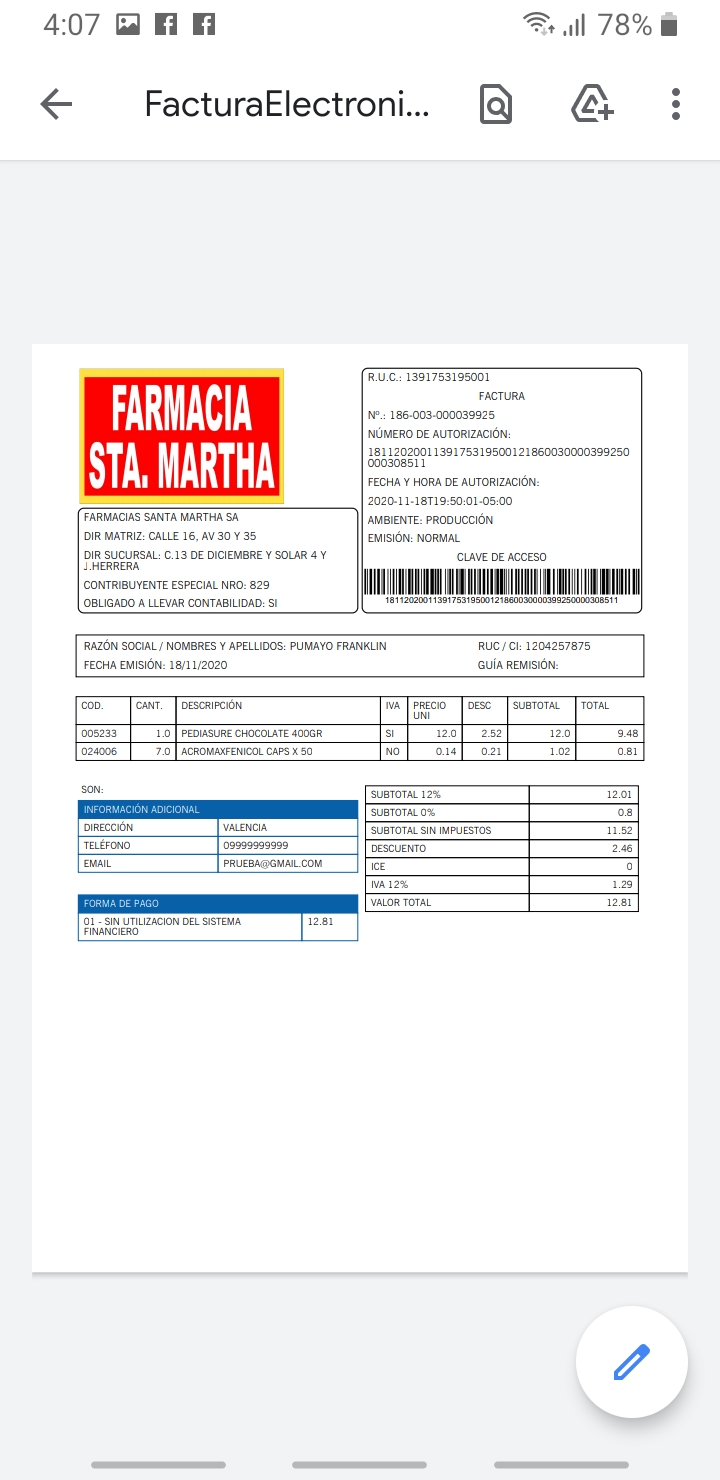 4:07
78%
FacturaElectroni...
FARMACIA
STA. MARTHA
FARMACIAS SANTA MARTHA SA
DIR MATRIZ: CALLE 16, AV 30 Y 35
DIR SUCURSAL: C.13 DE DICIEMBRE Y SOLAR 4 Y
J.HERRERA
CONTRIBUYENTE ESPECIAL NRO: 829
OBLIGADO A LLEVAR CONTABILIDAD: SI
R.U.C.: 1391753195001
FACTURA
Nº.: 186-003-000039925
NÚMERO DE AUTORIZACIÓN:
1811202001139175319500121860030000399250
000308511
FECHA Y HORA DE AUTORIZACIÓN:
2020-11-18T19:50:01-05:00
AMBIENTE: PRODUCCIÓN
EMISIÓN: NORMAL
CLAVE DE ACCESO
1811202001139175319500121860030000399250000308511
RAZÓN SOCIAL / NOMBRES Y APELLIDOS: PUMAYO FRANKLIN RUC / CI: 1204257875
FECHA EMISIÓN: 18/11/2020 GUÍA REMISIÓN:
COD. CANT. DESCRIPCIÓN IVA PRECIO UNI DESC SUBTOTAL TOTAL
005233 1.0 PEDIASURE CHOCOLATE 400GR SI 12.0 2.52 12.0 9.48
024006 7.0 ACROMAXFENICOL CAPS X 50 NO 0.14 0.21 1.02 0.81
SON:
INFORMACIÓN ADICIONAL
DIRECCIÓN VALENCIA
TELÉFONO 09999999999
EMAIL PRUEBA@GMAIL.COM
FORMA DE PAGO
01 - SIN UTILIZACION DEL SISTEMA 12.81
FINANCIERO
SUBTOTAL 12% 12.01
SUBTOTAL 0% 0.8
SUBTOTAL SIN IMPUESTOS 11.52
DESCUENTO 2.46
ICE 0
IVA 12% 1.29
VALOR TOTAL 12.81